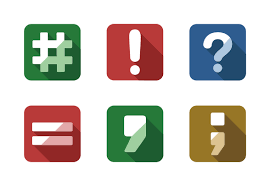 # ! ?
= , ;